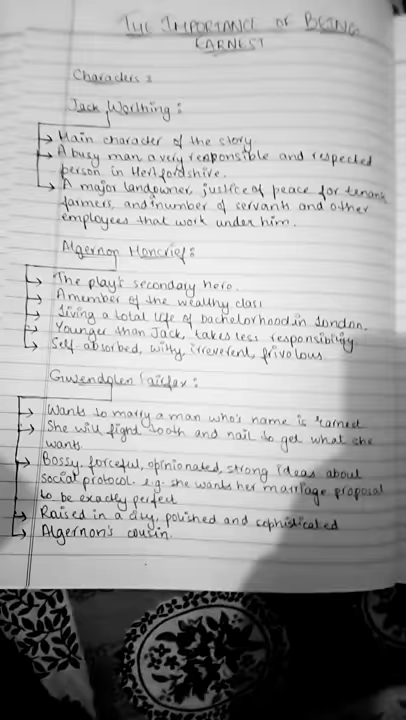 THE IMPORTANCE OF BEING
EARNEST
Characters:
Jack Worthing:
→ Main character of the story
→ A busy man a very responsible and respected
person in Hertfordshire.
→ A major landowner, justice of peace for tenant
farmers, and number of servants and other
employees that work under him.
Algernon Moncrief:
→ The play's secondary hero.
→ A member of the wealthy class
→ Living a total life of bachelorhood in London.
→ Younger than Jack, takes less responsibility
→ Self-absorbed, witty, irreverent, frivolous
Gwendolen Fairfax:
→ Wants to marry a man who's name is earnest
→ She will fight tooth and nail to get what she
wants.
→ Bossy, forceful, opinionated, strong ideas about
social protocol. e.g: she wants her marriage proposal
to be exactly perfect
→ Raised in a city, polished and sophisticated
→ Algernon's cousin.